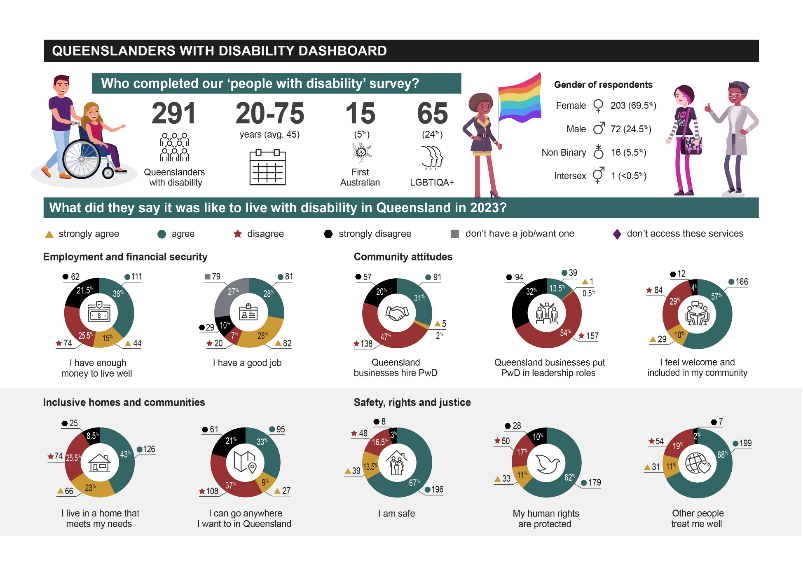 QUEENSLANDERS WITH DISABILITY DASHBOARD
Who completed our ‘people with disability’ survey?
291
Queenslanders
with disability
20-75
years (avg. 45)
15
(5%)
First
Australian
65
(24%)
LGBTIQA+
Gender of respondents
Female 203 (69.5%)
Male 72 (24.5%)
Non Binary 16 (5.5%)
Intersex 1 (<0.5%)
What did they say it was like to live with disability in Queensland in 2023?
strongly agree agree disagree strongly disagree don't have a job/want one don't access these services
Employment and financial security
62 111
21.5% 38%
25.5% 15%
74 44
I have enough
money to live well
79 81
27% 28%
29 10%
7% 28%
20 82
I have a good job
Community attitudes
57 91
20% 31%
5
2%
47%
138
Queensland
businesses hire PwD
94 39
1
0.5%
32% 13.5%
54%
157
Queensland businesses put
PwD in leadership roles
12
84 166
4%
29% 57%
10%
29
I feel welcome and
included in my community
Inclusive homes and communities
25
8.5%
126
43%
74 25.5%
23%
66
I live in a home that
meets my needs
61 95
21% 33%
37% 9%
108 27
I can go anywhere
I want to in Queensland
Safety, rights and justice
8
48 3%
16.5%
13.5%
39
67%
196
I am safe
28
50 10%
17%
11%
33
62%
179
My human rights
are protected
7
54 2%
19%
199
68%
31 11%
Other people
treat me well